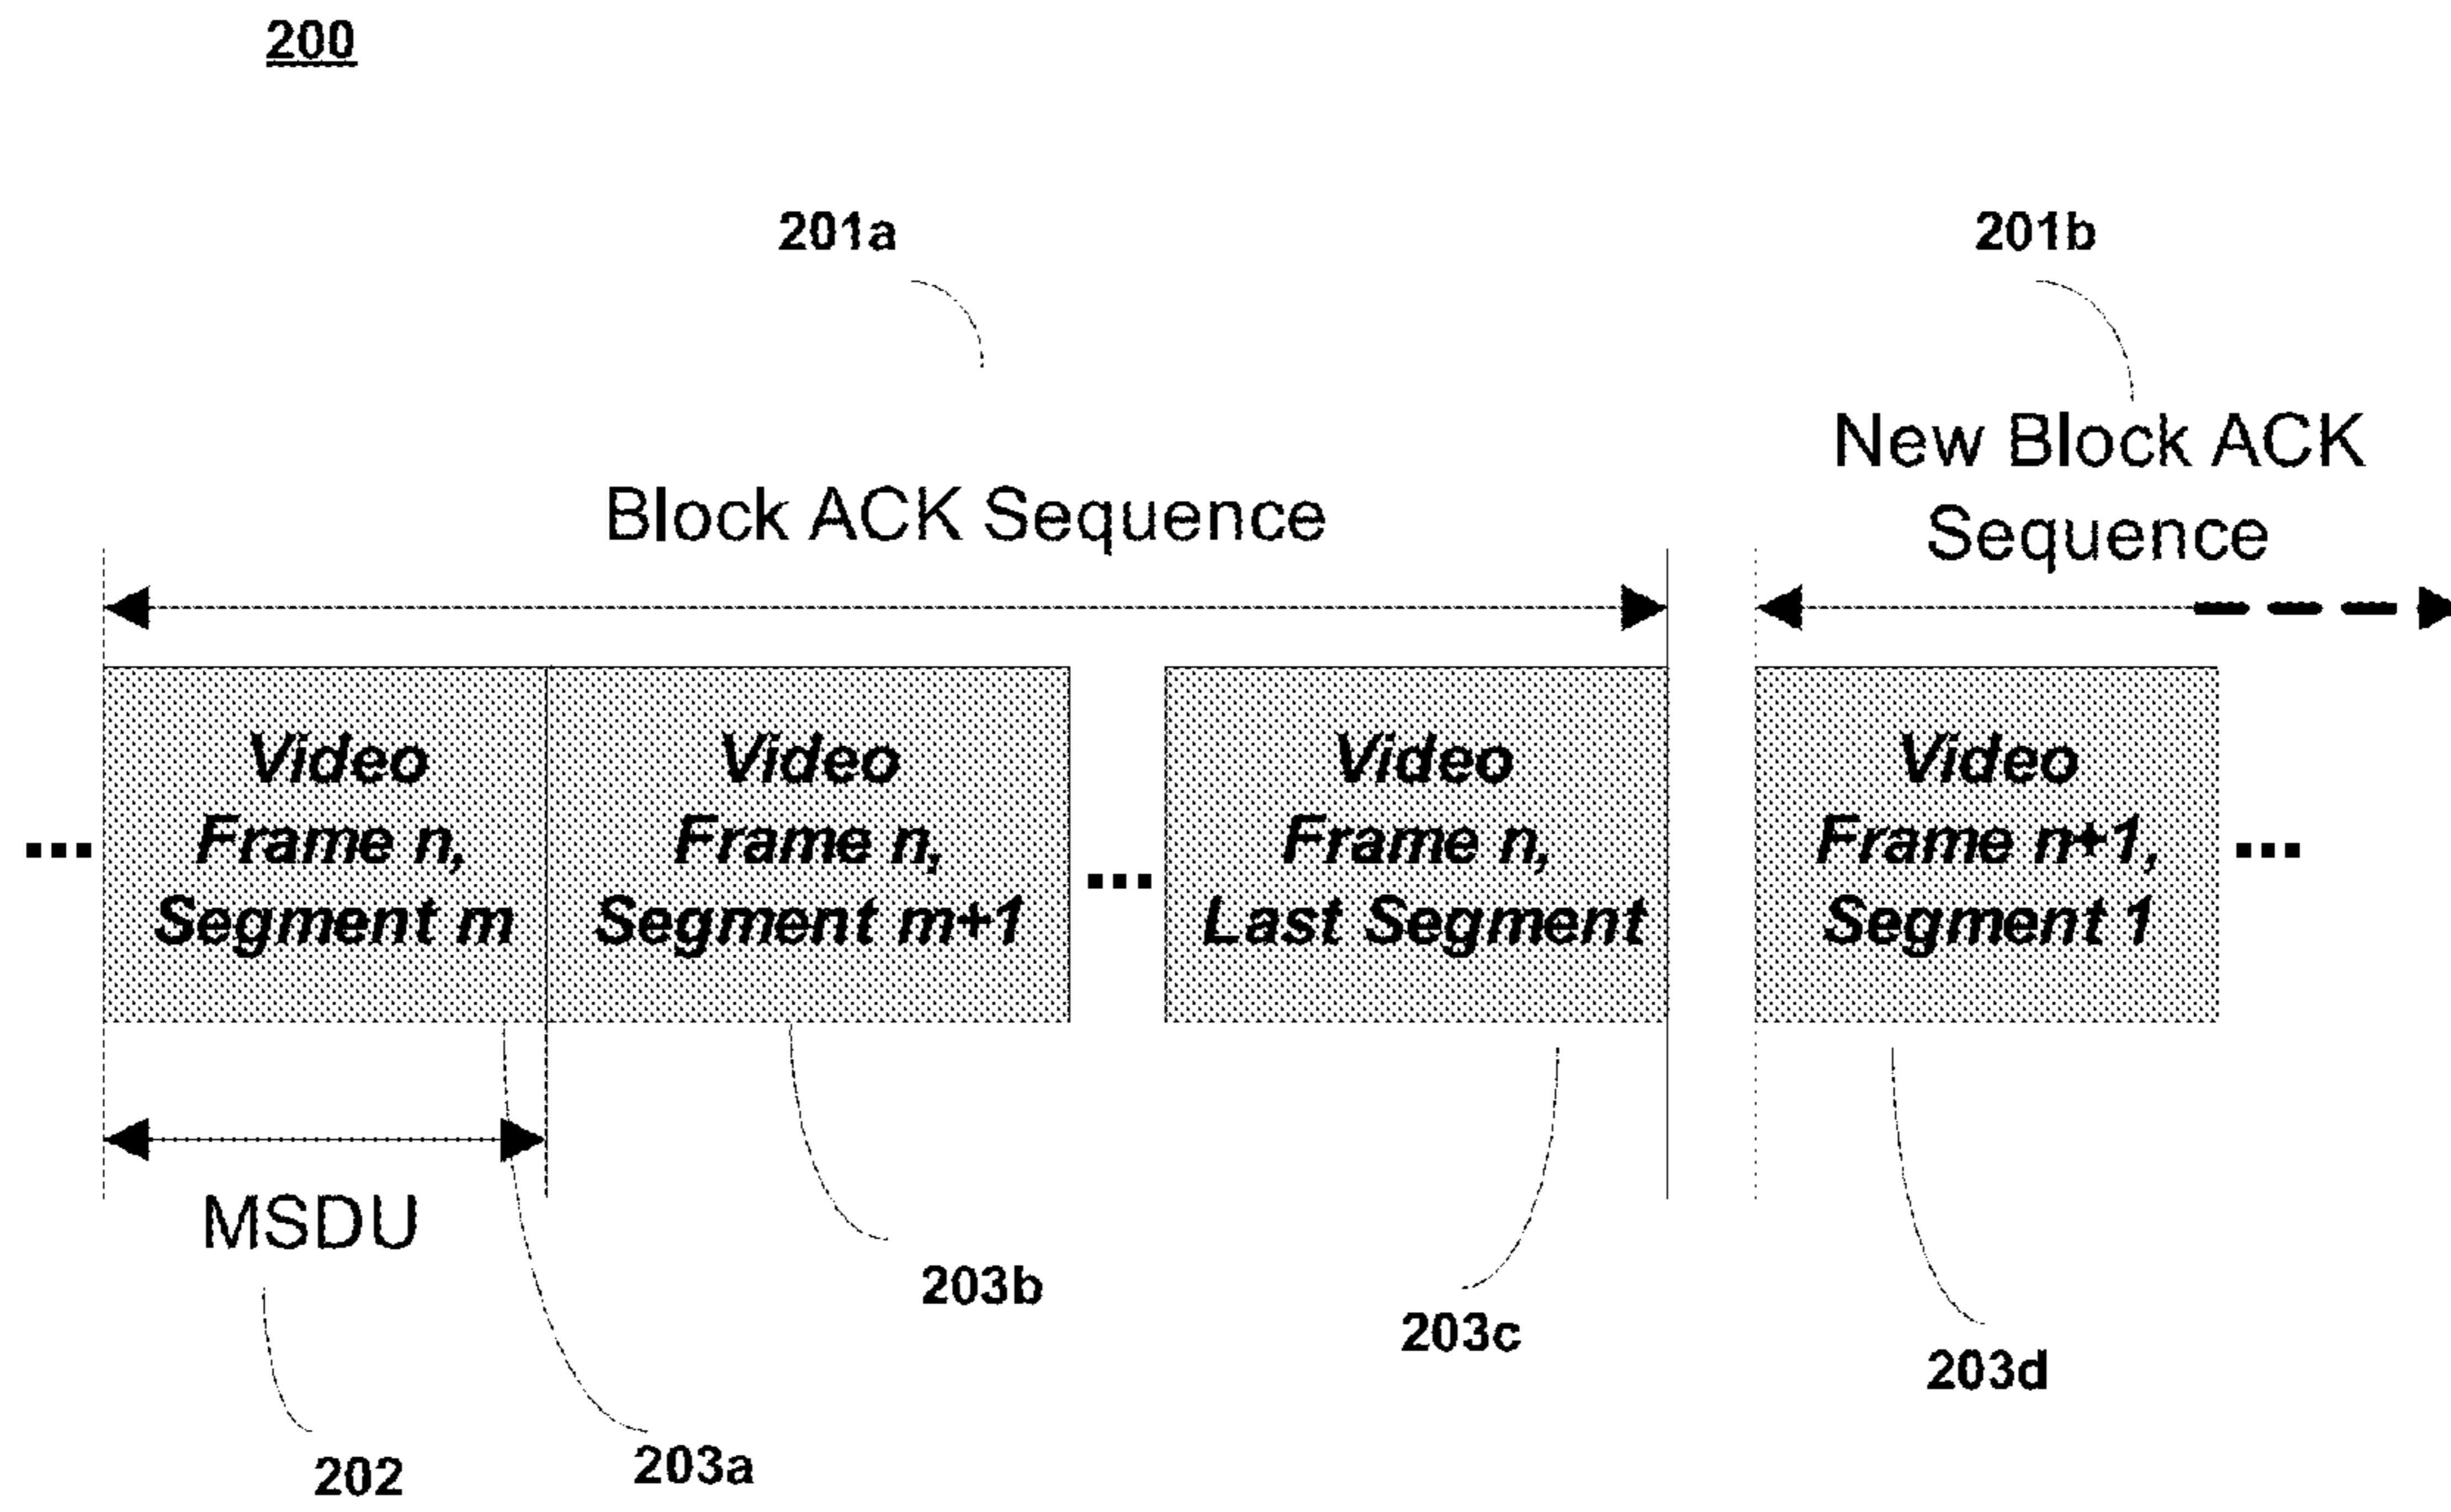 200
201a
201b
New Block ACK
Sequence
Block ACK Sequence
...
Video
Frame n,
Segment m
Video
Frame n,
Segment m+1
...
Video
Frame n,
Last Segment
Video
Frame n+1,
Segment 1
...
MSDU
202
203a
203b
203c
203d